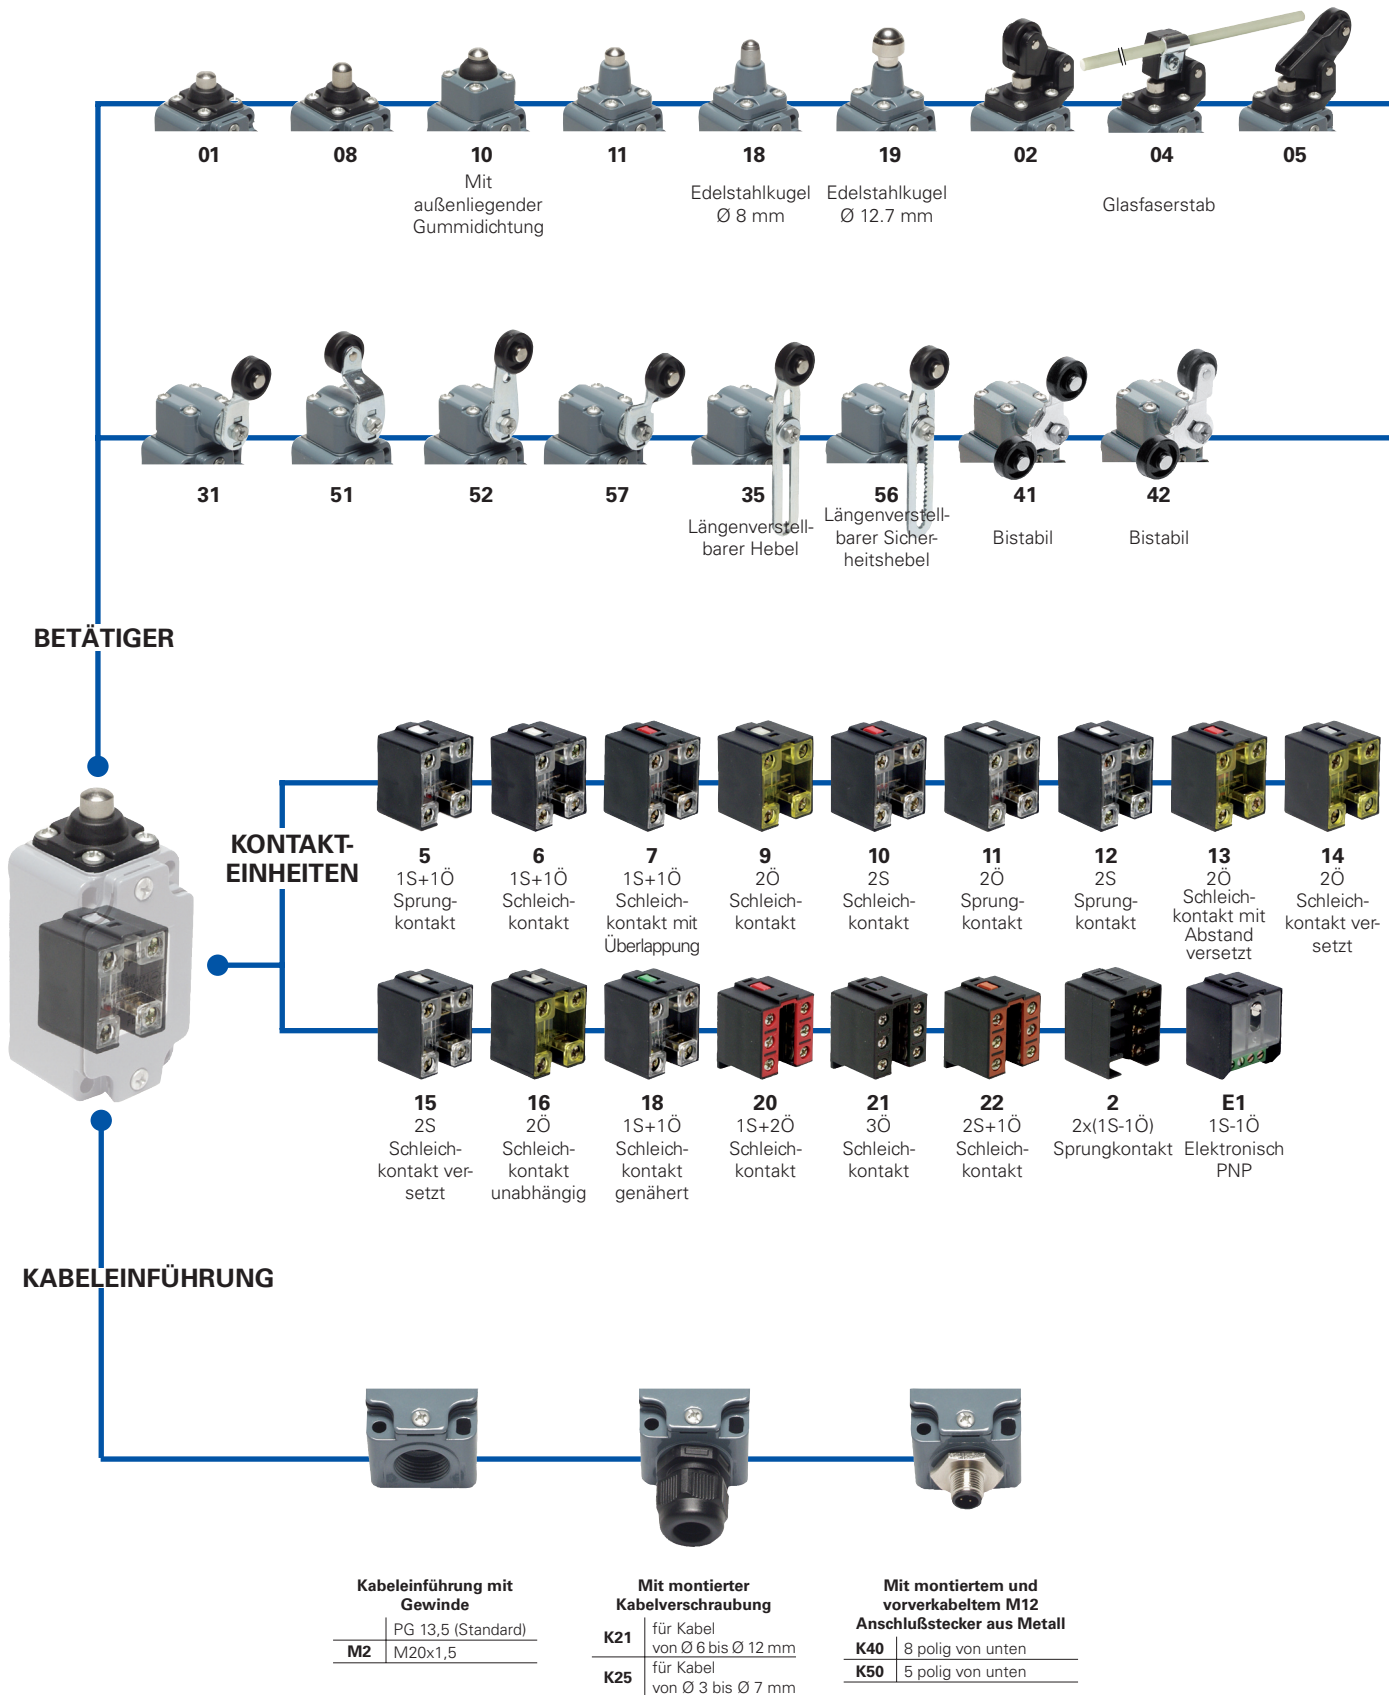 01
08
10
Mit
außenliegender
Gummidichtung
11
18
Edelstahlkugel
Ø 8 mm
19
Edelstahlkugel
Ø 12.7 mm
02
04
Glasfaserstab
05
31
51
52
57
35
Längenverstell-
barer Hebel
56
Längenverstell-
barer Sicher-
heitshebel
41
Bistabil
42
Bistabil
BETÄTIGER
KONTAKT-
EINHEITEN
5
1S+1Ö
Sprung-
kontakt
6
1S+1Ö
Schleich-
kontakt
7
1S+1Ö
Schleich-
kontakt mit
Überlappung
9
2Ö
Schleich-
kontakt
10
2S
Schleich-
kontakt
11
2Ö
Sprung-
kontakt
12
2S
Sprung-
kontakt
13
2Ö
Schleich-
kontakt mit
Abstand
versetzt
14
2Ö
Schleich-
kontakt ver-
setzt
15
2S
Schleich-
kontakt ver-
setzt
16
2Ö
Schleich-
kontakt
unabhängig
18
1S+1Ö
Schleich-
kontakt
genähert
20
1S+2Ö
Schleich-
kontakt
21
3Ö
Schleich-
kontakt
22
2S+1Ö
Schleich-
kontakt
2
2x(1S-1Ö)
Sprungkontakt
E1
1S-1Ö
Elektronisch
PNP
KABELEINFÜHRUNG
Kabeleinführung mit
Gewinde
PG 13,5 (Standard)
M2 M20x1,5
Mit montierter
Kabelverschraubung
K21 für Kabel
von Ø 6 bis Ø 12 mm
K25 für Kabel
von Ø 3 bis Ø 7 mm
Mit montiertem und
vorverkabeltem M12
Anschlußstecker aus Metall
K40 8 polig von unten
K50 5 polig von unten